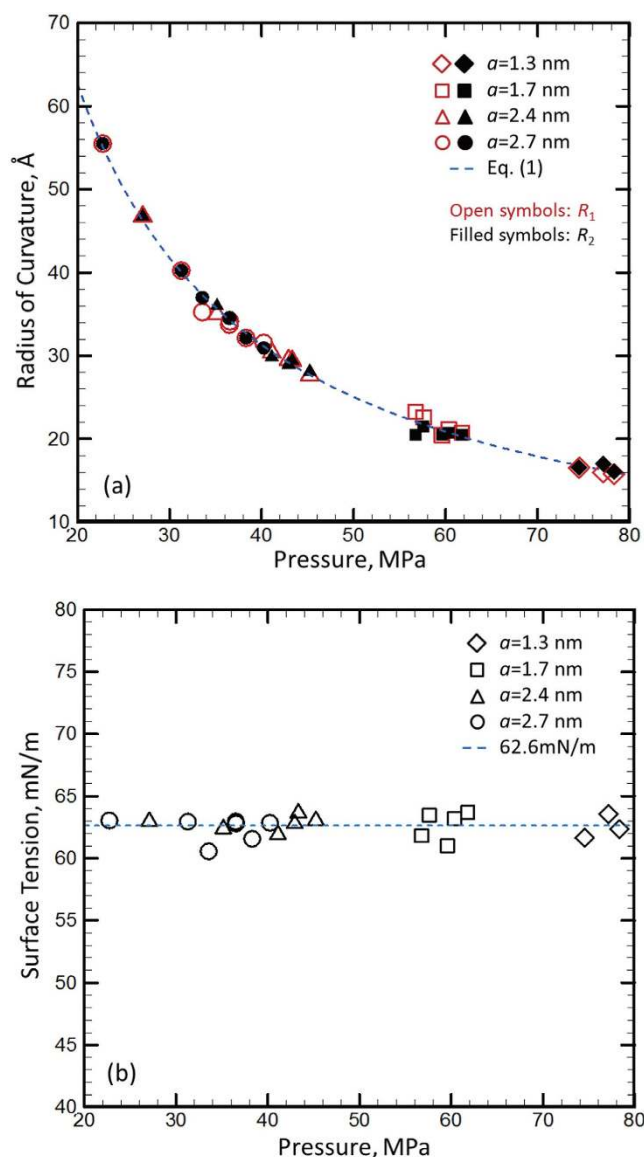 70
60
50
40
30
20
10
Radius of Curvature, Å
a=1.3 nm
a=1.7 nm
a=2.4 nm
a=2.7 nm
Eq. (1)
Open symbols: R1
Filled symbols: R2
(a)
20 30 40 50 60 70 80
Pressure, MPa
80
75
70
65
60
55
50
45
40
Surface Tension, mN/m
a=1.3 nm
a=1.7 nm
a=2.4 nm
a=2.7 nm
62.6mN/m
(b)
20 30 40 50 60 70 80
Pressure, MPa